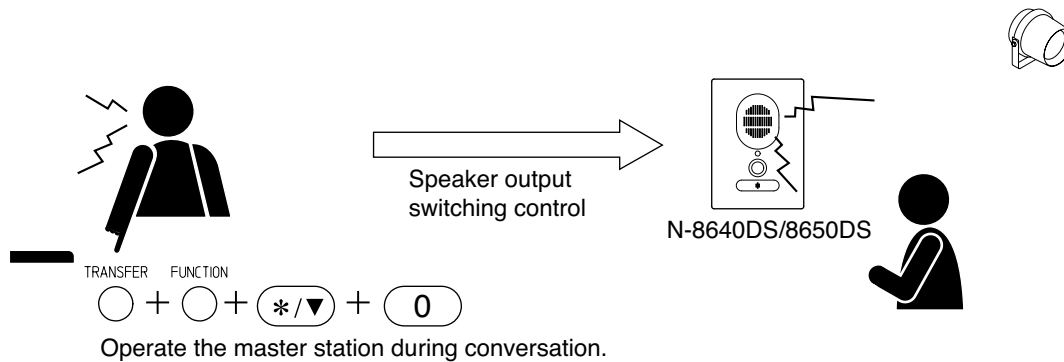 Speaker output
switching control
N-8640DS/8650DS
TRANSFER FUNCTION
+ + */▼ + 0
Operate the master station during conversation.